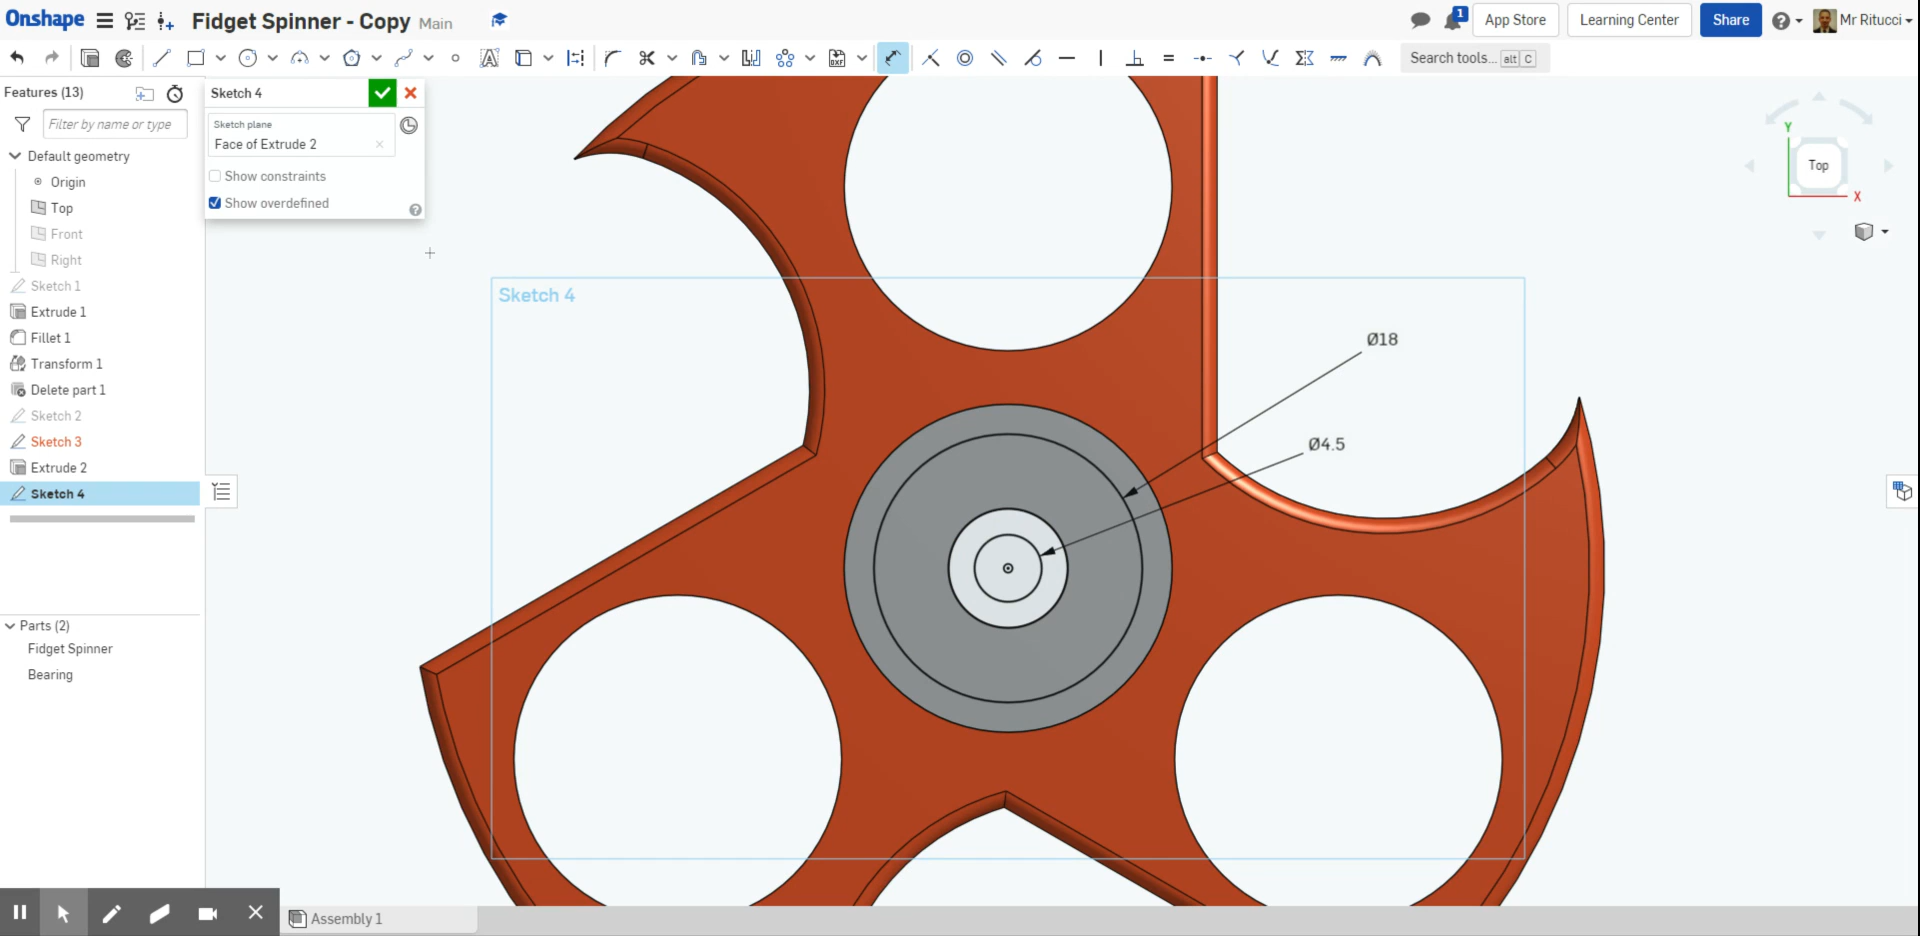 Onshape
Fidget Spinner - Copy Main
1
App Store
Learning Center
Share
Mr Ritucci
DXF
Search tools... alt C
Features (13)
Filter by name or type
Default geometry
Origin
Top
Front
Right
Sketch 1
Extrude 1
Fillet 1
Transform 1
Delete part 1
Sketch 2
Sketch 3
Extrude 2
Sketch 4
Parts (2)
Fidget Spinner
Bearing
Sketch 4
Sketch plane
Face of Extrude 2
Show constraints
Show overdefined
Sketch 4
Ø18
Ø4.5
Y
Top
X
Assembly 1